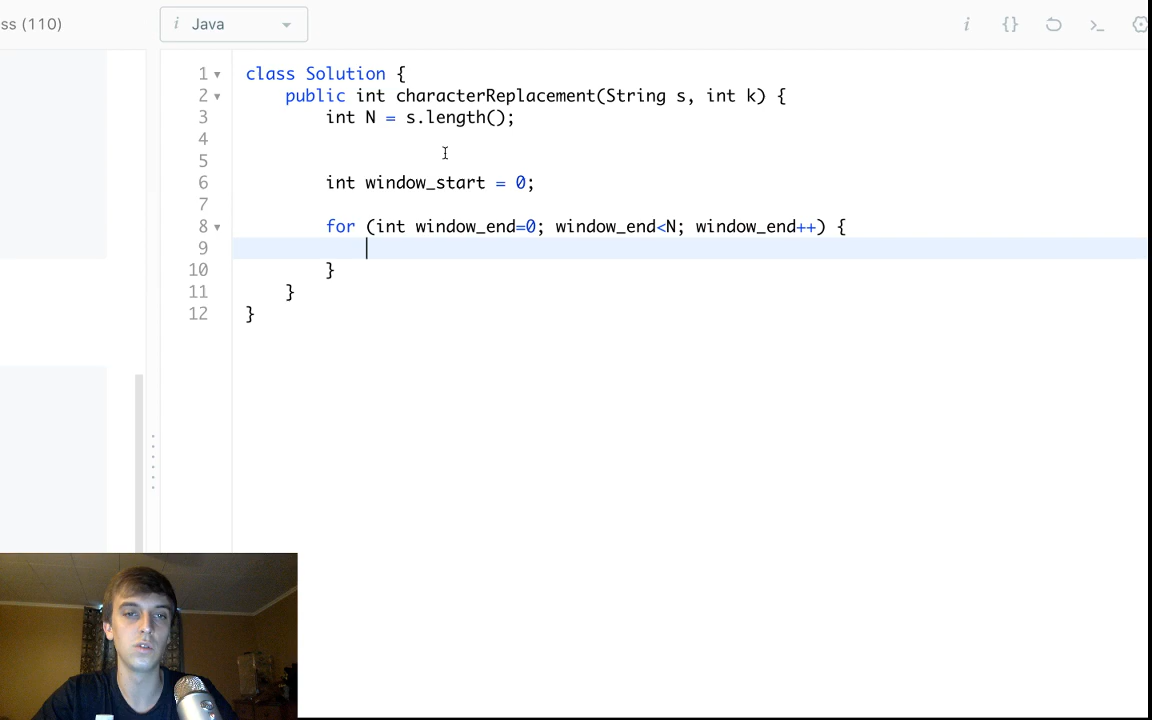 ss (110)
i Java
i {} >_
1 class Solution {
2 public int characterReplacement(String s, int k) {
3 int N = s.length();
4
5
6 int window_start = 0;
7
8 for (int window_end=0; window_end<N; window_end++) {
9
10 }
11 }
12 }